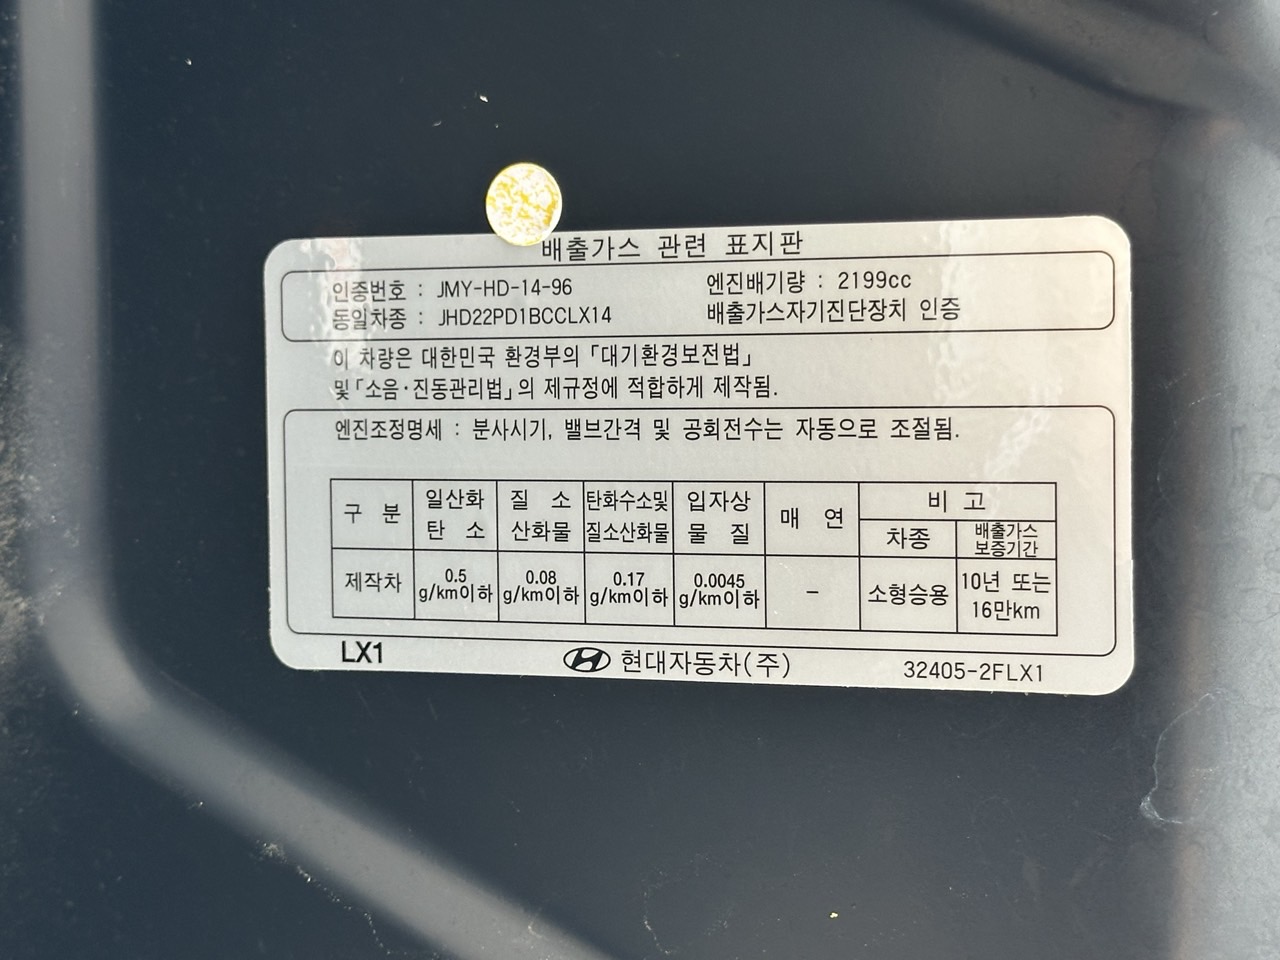 배출가스 관련 표지판
인증번호 : JMY-HD-14-96 엔진배기량 : 2199cc
동일차종 : JHD22PD1BCCLX14 배출가스자기진단장치 인증
이 차량은 대한민국 환경부의 「대기환경보전법」
및 「소음·진동관리법」의 제규정에 적합하게 제작됨.
엔진조정명세 : 분사시기, 밸브간격 및 공회전수는 자동으로 조절됨.
구 분 일산화 탄 소 질 소 산화물 탄화수소및 질소산화물 입자상 물 질 매 연 비 고
차종 배출가스 보증기간
제작차 0.5 g/km이하 0.08 g/km이하 0.17 g/km이하 0.0045 g/km이하 - 소형승용 10년 또는 16만km
LX1 현대자동차(주) 32405-2FLX1